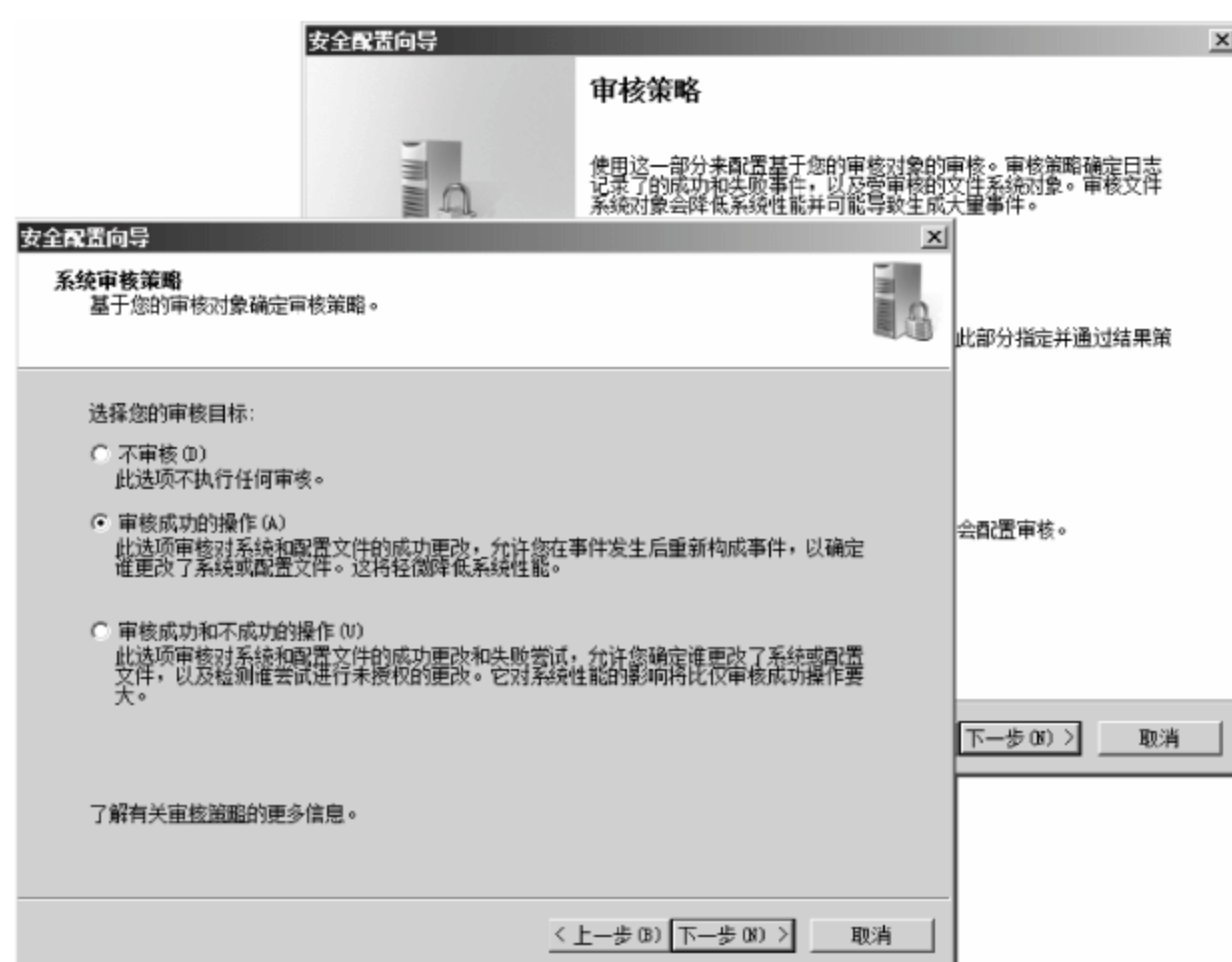 安全配置向导
审核策略
使用这一部分来配置基于您的审核对象的审核。审核策略确定日志
记录了的成功和失败事件，以及受审核的文件系统对象。审核文件
系统对象会降低系统性能并可能导致生成大量事件。
此部分指定并通过结果策
会配置审核。
下一步(N) >
取消
安全配置向导
系统审核策略
基于您的审核对象确定审核策略。
选择您的审核目标:
不审核(D)
此选项不执行任何审核。
审核成功的操作(A)
此选项审核对系统和配置文件的成功更改，允许您在事件发生后重新构成事件，以确定
谁更改了系统或配置文件。这将轻微降低系统性能。
审核成功和不成功的操作(U)
此选项审核对系统和配置文件的成功更改和失败尝试，允许您确定谁更改了系统或配置
文件，以及检测谁尝试进行未授权的更改。它对系统性能的影响将比仅审核成功操作要
大。
了解有关审核策略的更多信息。
< 上一步(B)
下一步(N) >
取消